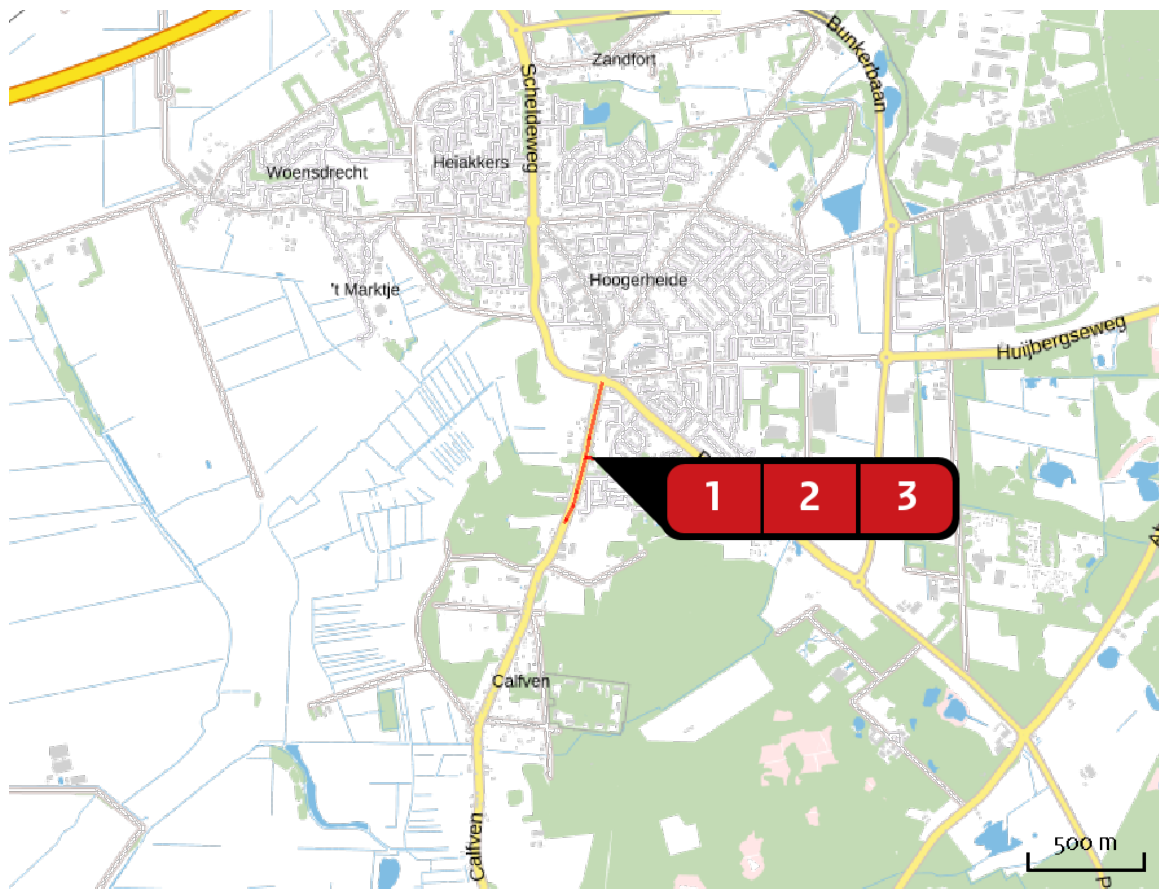 Bunkerbaan
Zandfort
Scheldeweg
Heiakkers
Woensdrecht
Hoogerheide
't Marktje
Huijbergseweg
1 2 3
Calfven
Calfven
500 m